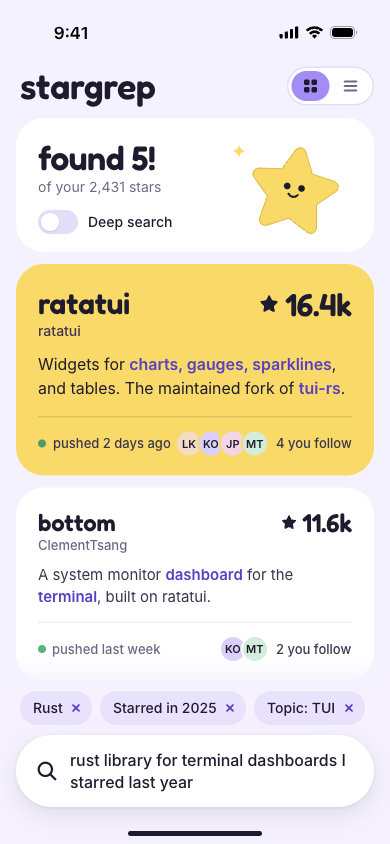 9:41
stargrep
found 5!
of your 2,431 stars
Deep search
ratatui
16.4k
ratatui
Widgets for charts, gauges, sparklines,
and tables. The maintained fork of tui-rs.
pushed 2 days ago LK KO JP MT 4 you follow
bottom
11.6k
ClementTsang
A system monitor dashboard for the
terminal, built on ratatui.
pushed last week KO MT 2 you follow
Rust × Starred in 2025 × Topic: TUI ×
rust library for terminal dashboards I
starred last year